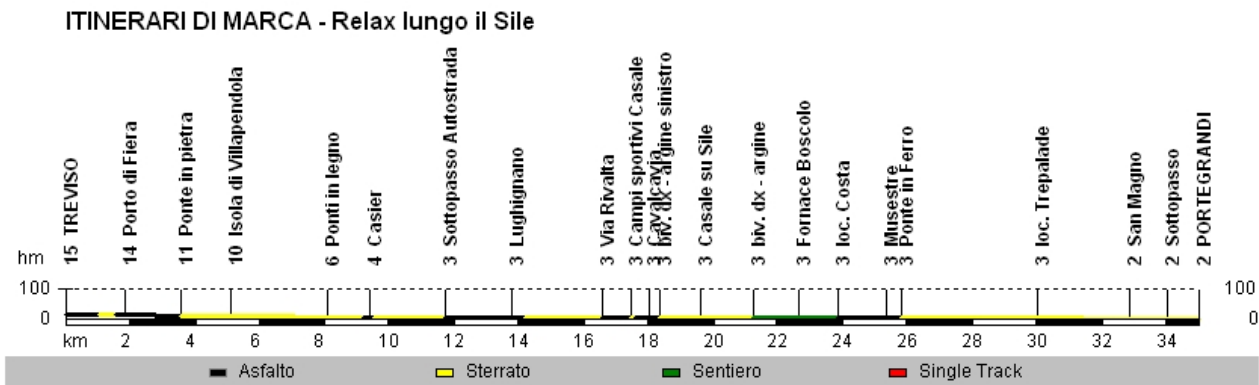 ITINERARI DI MARCA - Relax lungo il Sile
15 TREVISO
14 Porto di Fiera
11 Ponte in pietra
10 Isola di Villapendola
6 Ponti in legno
4 Casier
3 Sottopasso Autostrada
3 Lughignano
3 Via Rivalta
3 Campi sportivi Casale
3 Cavalcavia
3 biv. dx - argine sinistro
3 Casale su Sile
3 biv. dx - argine
3 Fornace Boscolo
3 loc. Costa
3 Musestre
3 Ponte in Ferro
3 loc. Trepalade
2 San Magno
2 Sottopasso
2 PORTEGRANDI
hm
100 100
0 0
km 2 4 6 8 10 12 14 16 18 20 22 24 26 28 30 32 34
Asfalto Sterrato Sentiero Single Track